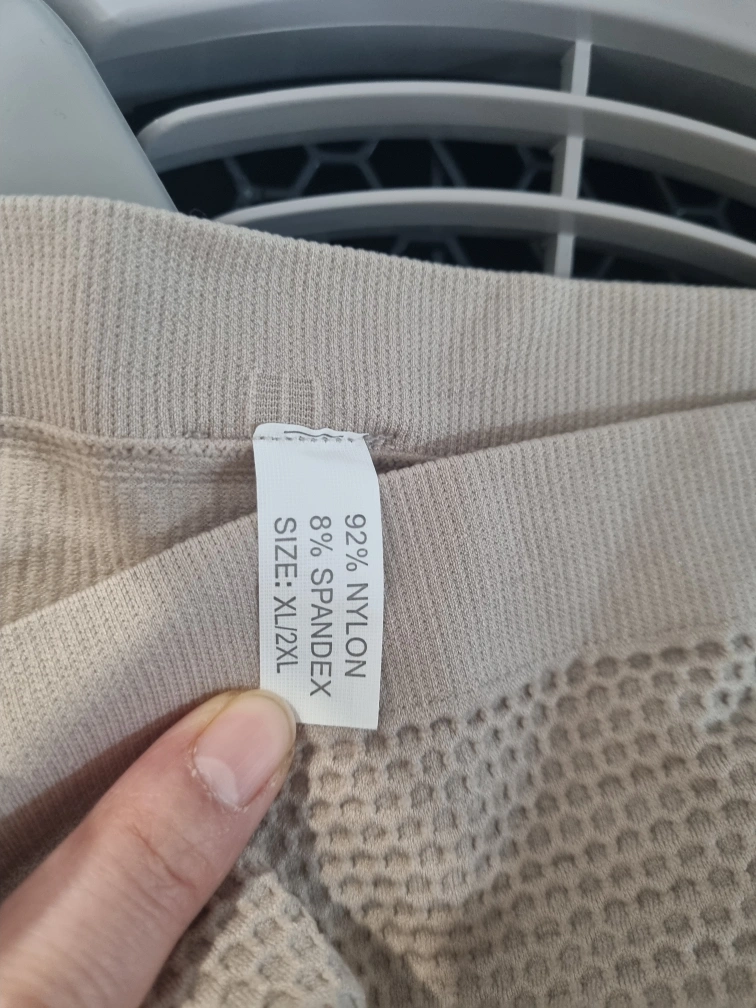 92% NYLON
8% SPANDEX
SIZE: XL/2XL